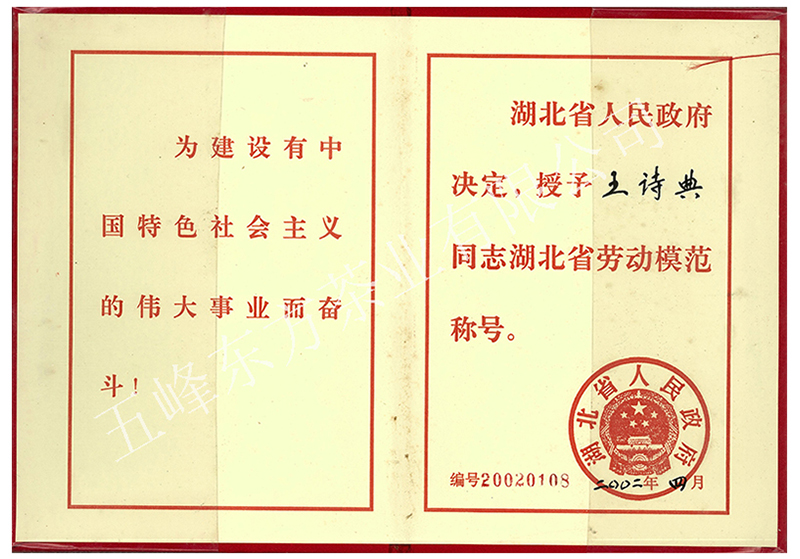 为建设有中
国特色社会主义
的伟大事业而奋
斗！
湖北省人民政府
决定，授予王诗典
同志湖北省劳动模范
称号。
湖北省人民政府
编号20020108 二〇〇二年 四月
五峰东方茶业有限公司